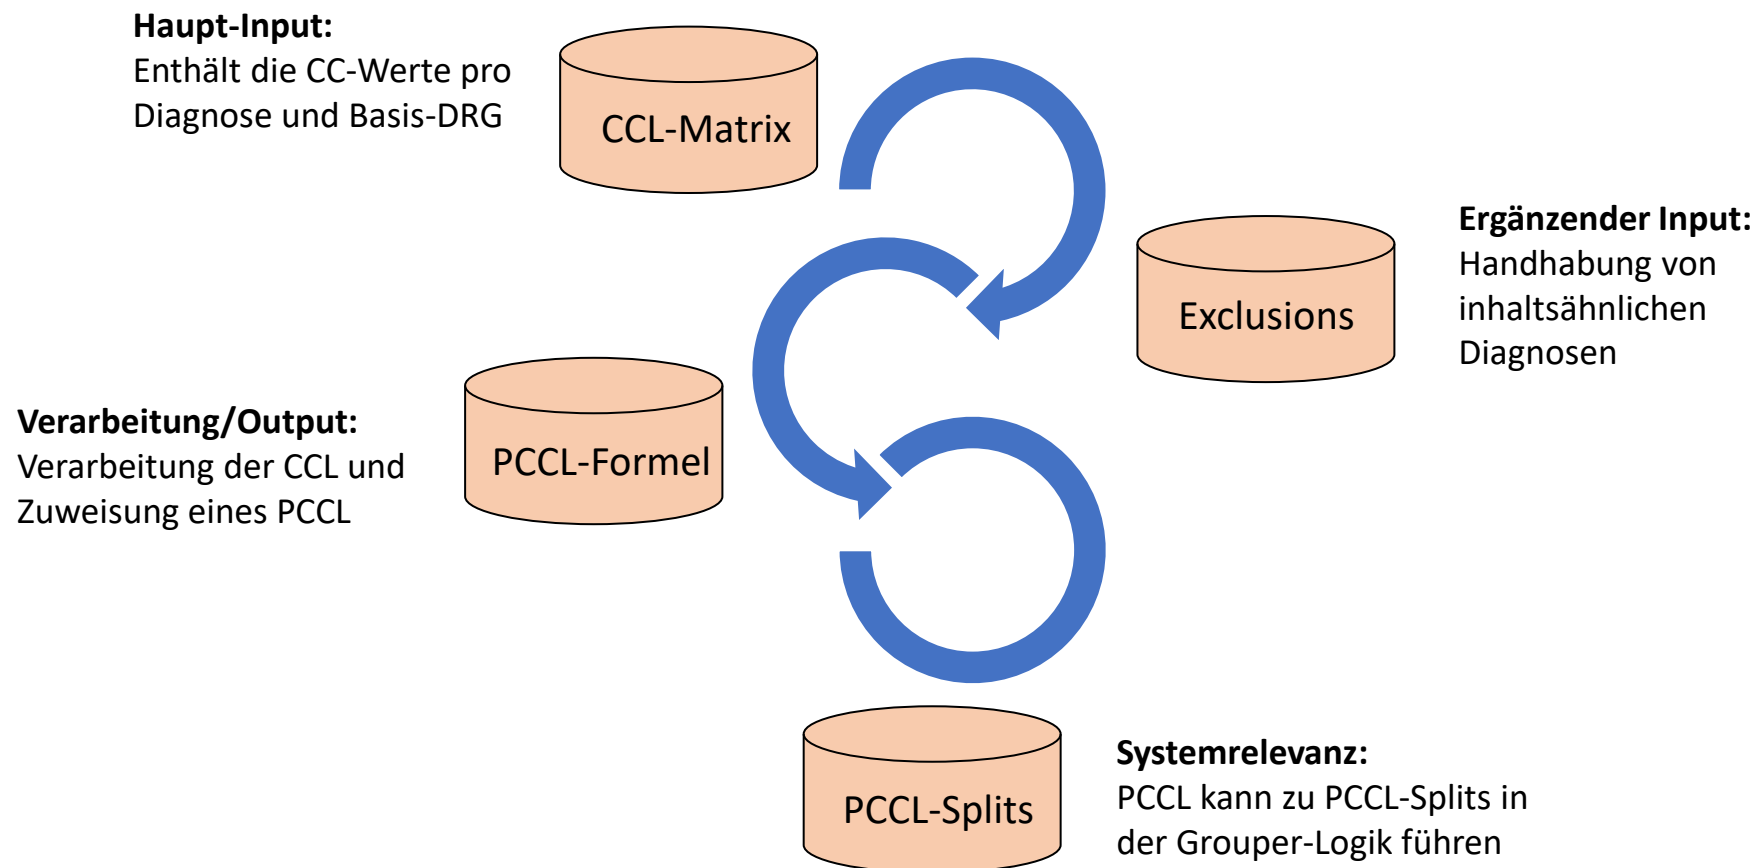 Haupt-Input:
Enthält die CC-Werte pro
Diagnose und Basis-DRG
CCL-Matrix
Ergänzender Input:
Handhabung von
inhaltsähnlichen
Diagnosen
Exclusions
Verarbeitung/Output:
Verarbeitung der CCL und
Zuweisung eines PCCL
PCCL-Formel
PCCL-Splits
Systemrelevanz:
PCCL kann zu PCCL-Splits in
der Grouper-Logik führen